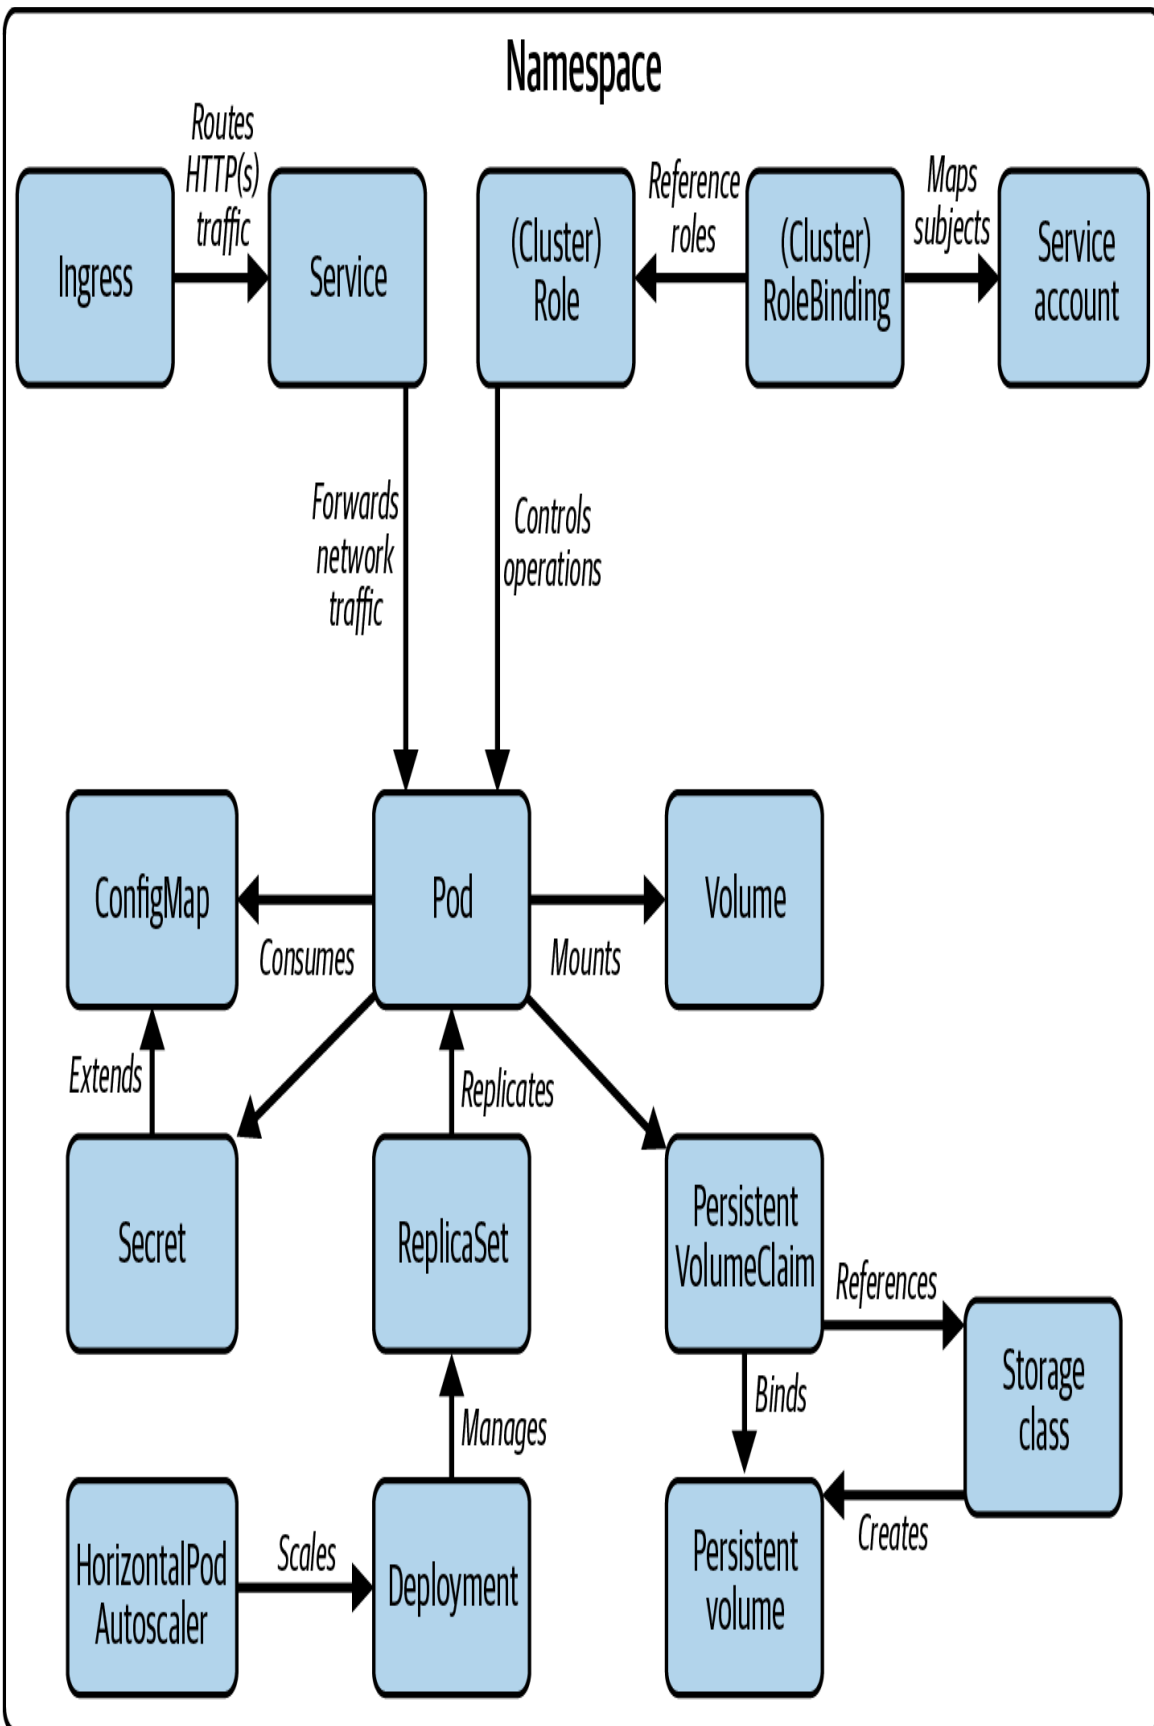 Namespace
Routes
HTTP(s)
traffic
Reference
roles
Maps
subjects
Ingress
Service
(Cluster)
Role
(Cluster)
RoleBinding
Service
account
Forwards
network
traffic
Controls
operations
ConfigMap
Pod
Volume
Consumes
Mounts
Extends
Replicates
Secret
ReplicaSet
Persistent
VolumeClaim
References
Storage
class
Binds
Manages
Creates
HorizontalPod
Autoscaler
Scales
Deployment
Persistent
volume